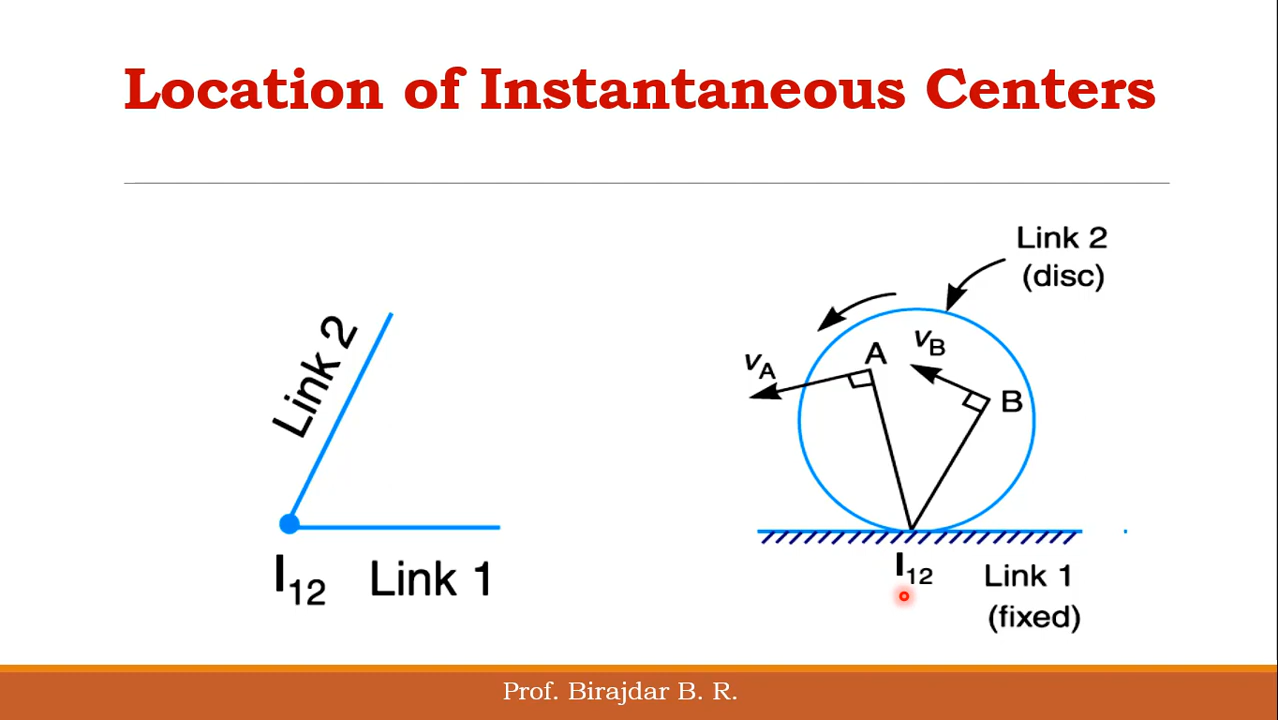 Location of Instantaneous Centers
Link 2
I12
Link 1
Link 2
(disc)
A
vB
vA
B
I12
Link 1
(fixed)
Prof. Birajdar B. R.